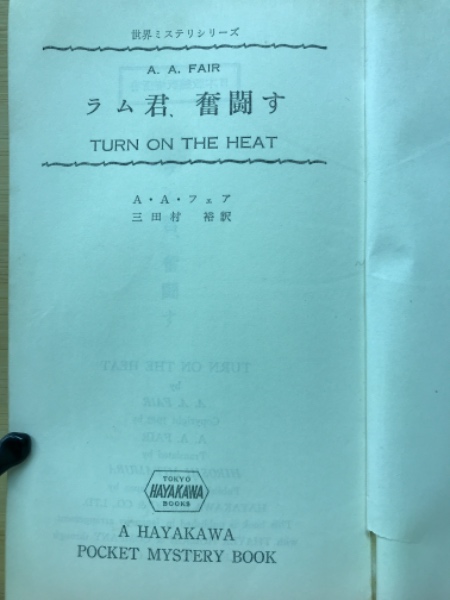 世界ミステリシリーズ
A. A. FAIR
ラム君、奮闘す
TURN ON THE HEAT
A・A・フェア
三田村 裕訳
TOKYO
HAYAKAWA
BOOKS
A HAYAKAWA
POCKET MYSTERY BOOK